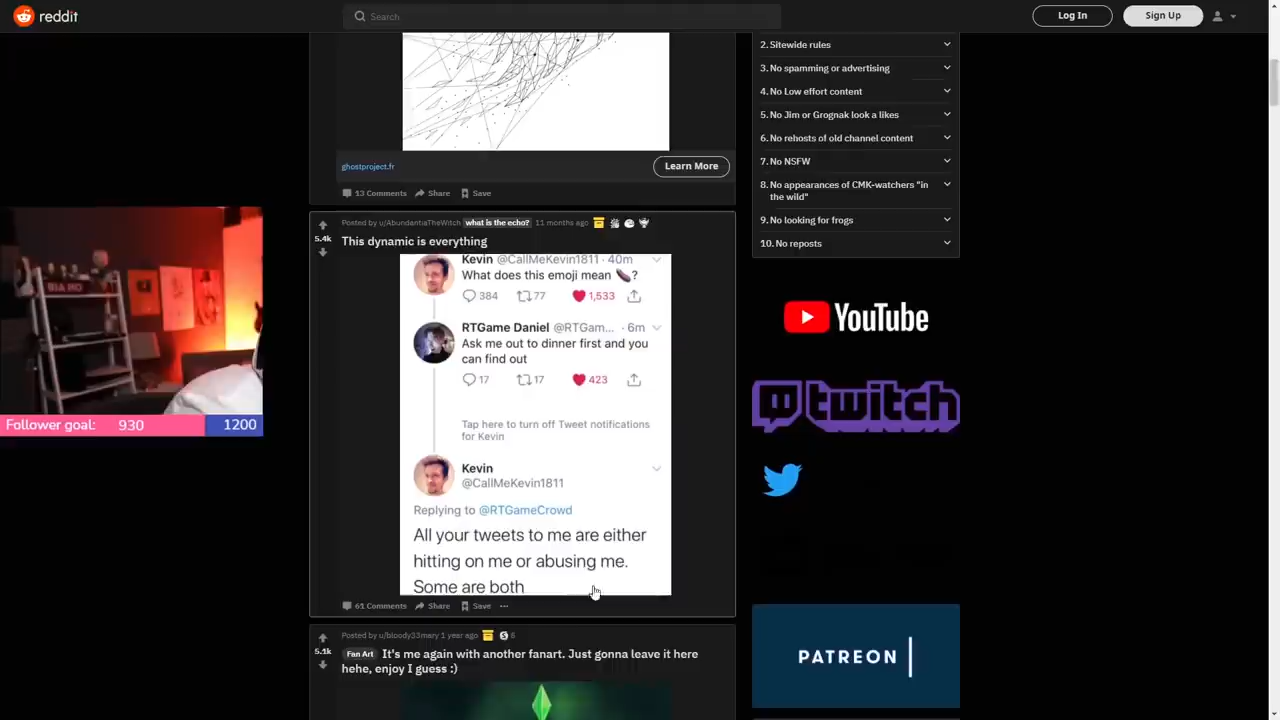 reddit
Search
Log In
Sign Up
2. Sitewide rules
3. No spamming or advertising
4. No Low effort content
5. No Jim or Grognak look a likes
6. No rehosts of old channel content
7. No NSFW
8. No appearances of CMK-watchers "in
the wild"
9. No looking for frogs
10. No reposts
ghostproject.fr
Learn More
13 Comments Share Save
5.4k
Posted by u/AbundantiaTheWitch what is the echo? 11 months ago
This dynamic is everything
Kevin @CallMeKevin1811 · 40m
What does this emoji mean 🍆?
384 77 1,533
RTGame Daniel @RTGam... · 6m
Ask me out to dinner first and you
can find out
17 17 423
Tap here to turn off Tweet notifications
for Kevin
Kevin
@CallMeKevin1811
Replying to @RTGameCrowd
All your tweets to me are either
hitting on me or abusing me.
Some are both
61 Comments Share Save ...
YouTube
twitch
PATREON
Follower goal: 930 1200
5.1k
Posted by u/bloody33mary 1 year ago S 6
Fan Art It's me again with another fanart. Just gonna leave it here
hehe, enjoy I guess :)